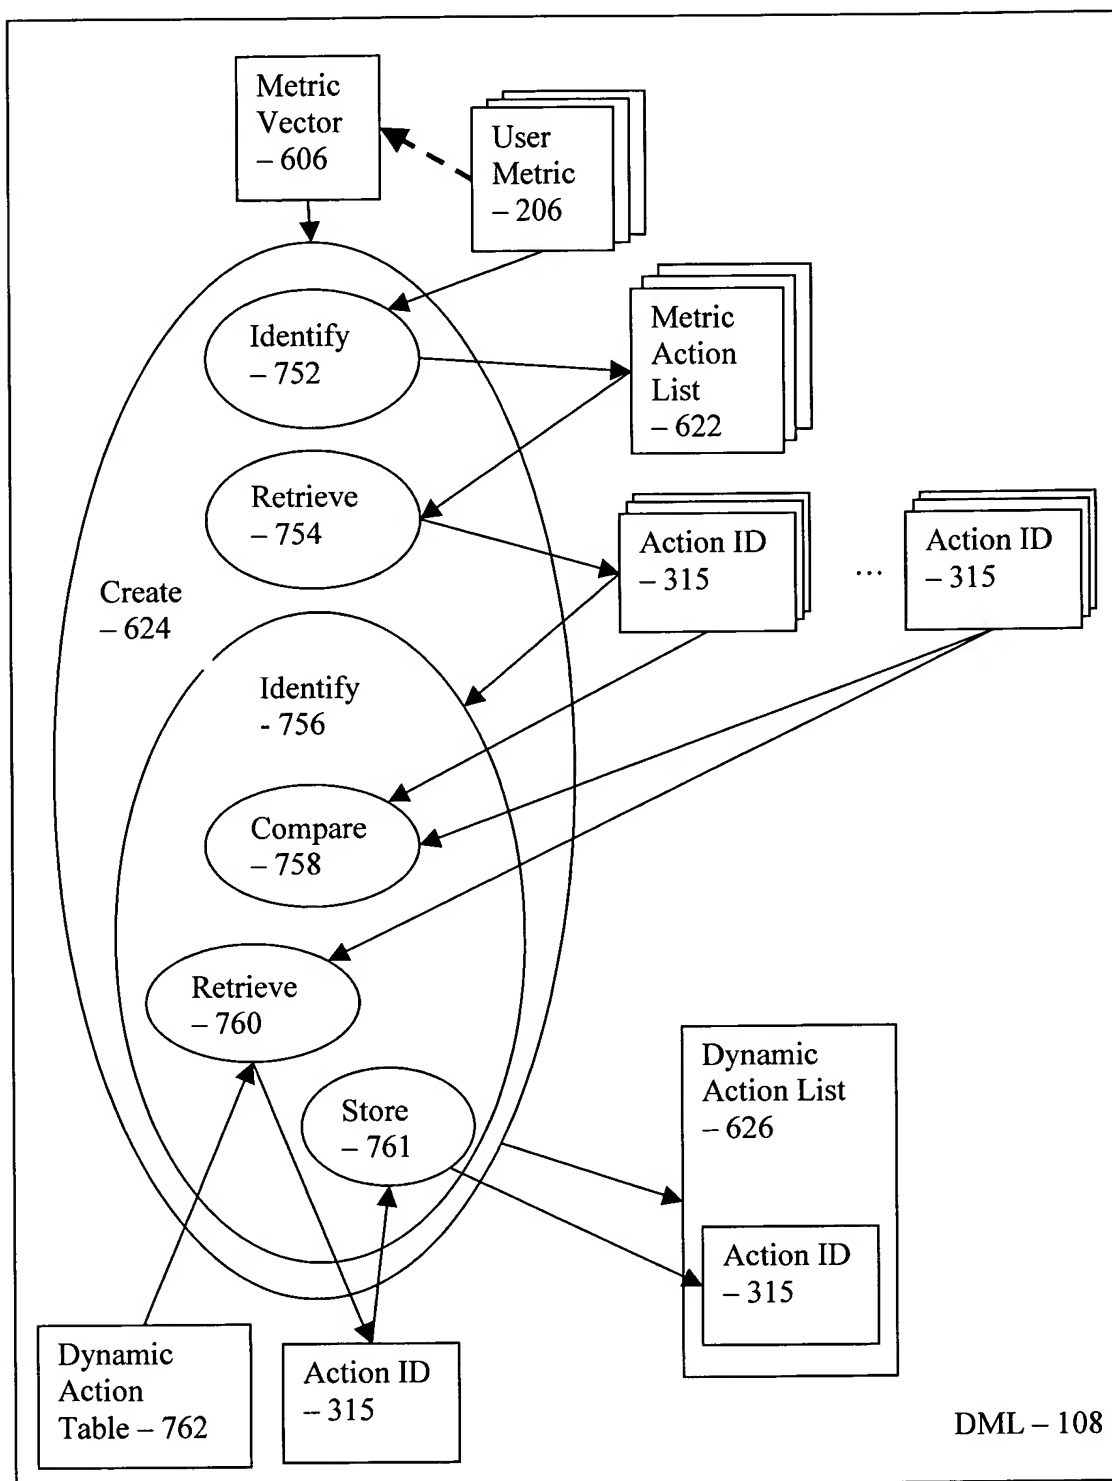 Metric
Vector
– 606
User
Metric
– 206
Identify
– 752
Metric
Action
List
– 622
Retrieve
– 754
Action ID
– 315
...
Action ID
– 315
Create
– 624
Identify
- 756
Compare
– 758
Retrieve
– 760
Store
– 761
Dynamic
Action List
– 626
Action ID
– 315
Dynamic
Action
Table – 762
Action ID
– 315
DML – 108